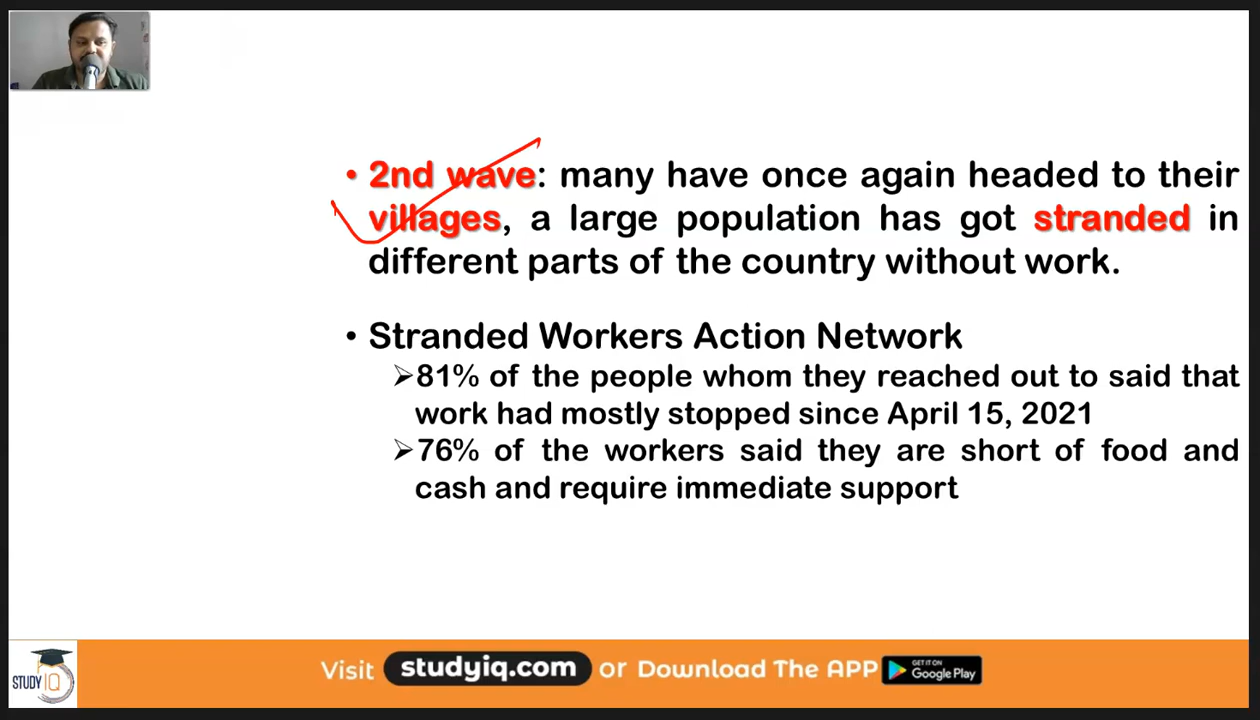 • 2nd wave: many have once again headed to their
villages, a large population has got stranded in
different parts of the country without work.
• Stranded Workers Action Network
➢81% of the people whom they reached out to said that
work had mostly stopped since April 15, 2021
➢76% of the workers said they are short of food and
cash and require immediate support
STUDY IQ
Visit studyiq.com or Download The APP GET IT ON Google Play